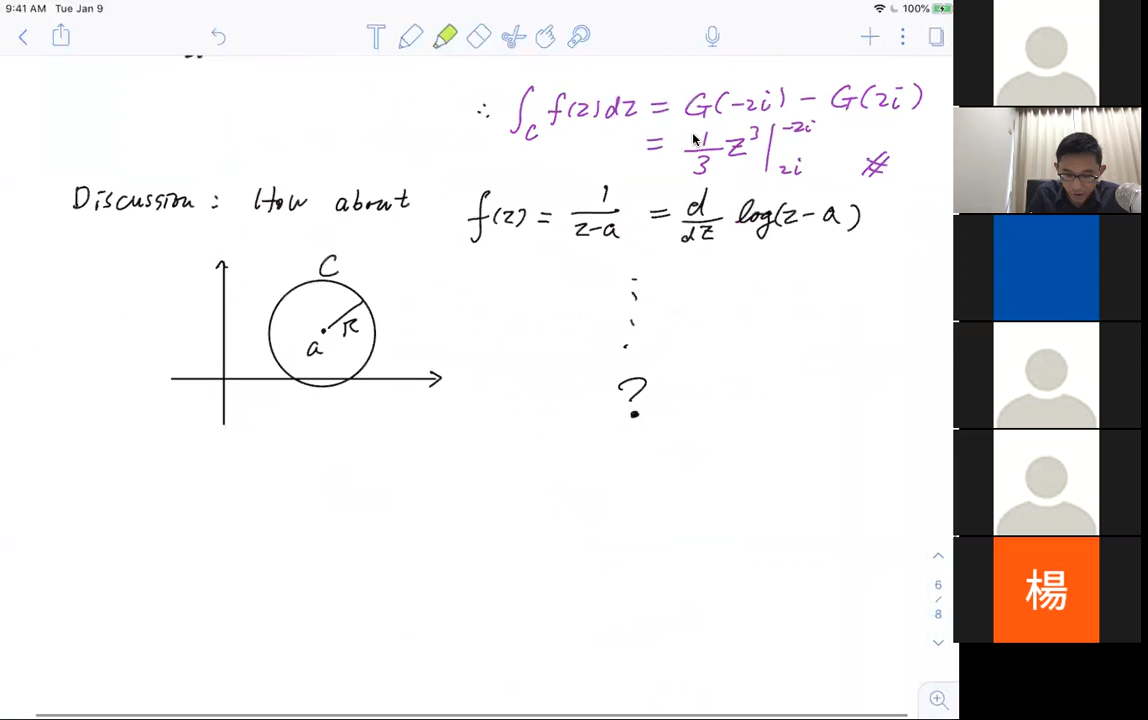 9:41 AM Tue Jan 9
100%
∴ ∫_C f(z)dz = G(-2i) - G(2i)
= 1/3 z³ |_{2i}^{-2i} #
Discussion : How about f(z) = 1/(z-a) = d/dz log(z-a)
C
R
a
?
6
/
8
楊